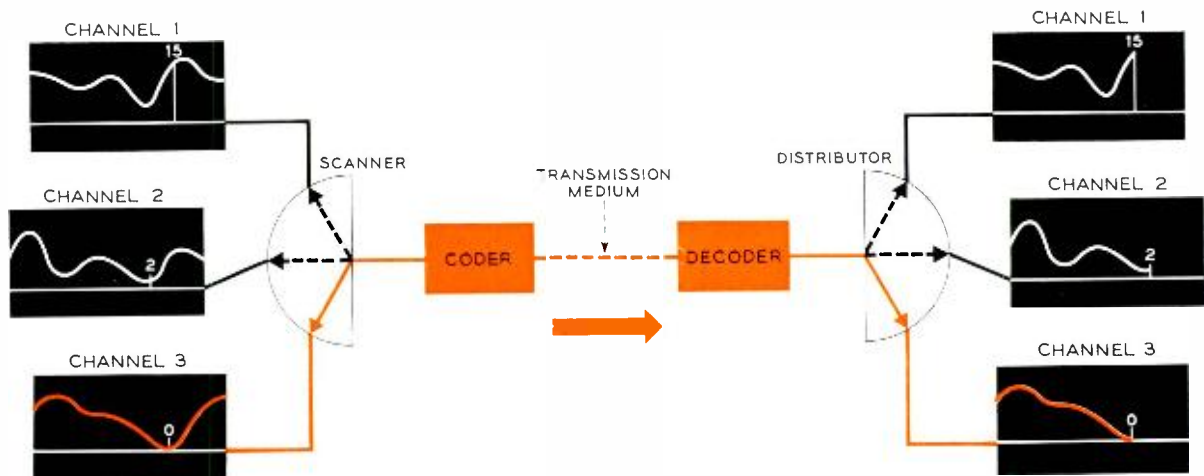 CHANNEL 1
15
SCANNER
CHANNEL 2
2
CHANNEL 3
0
CODER
TRANSMISSION
MEDIUM
DECODER
DISTRIBUTOR
CHANNEL 1
15
CHANNEL 2
2
CHANNEL 3
0